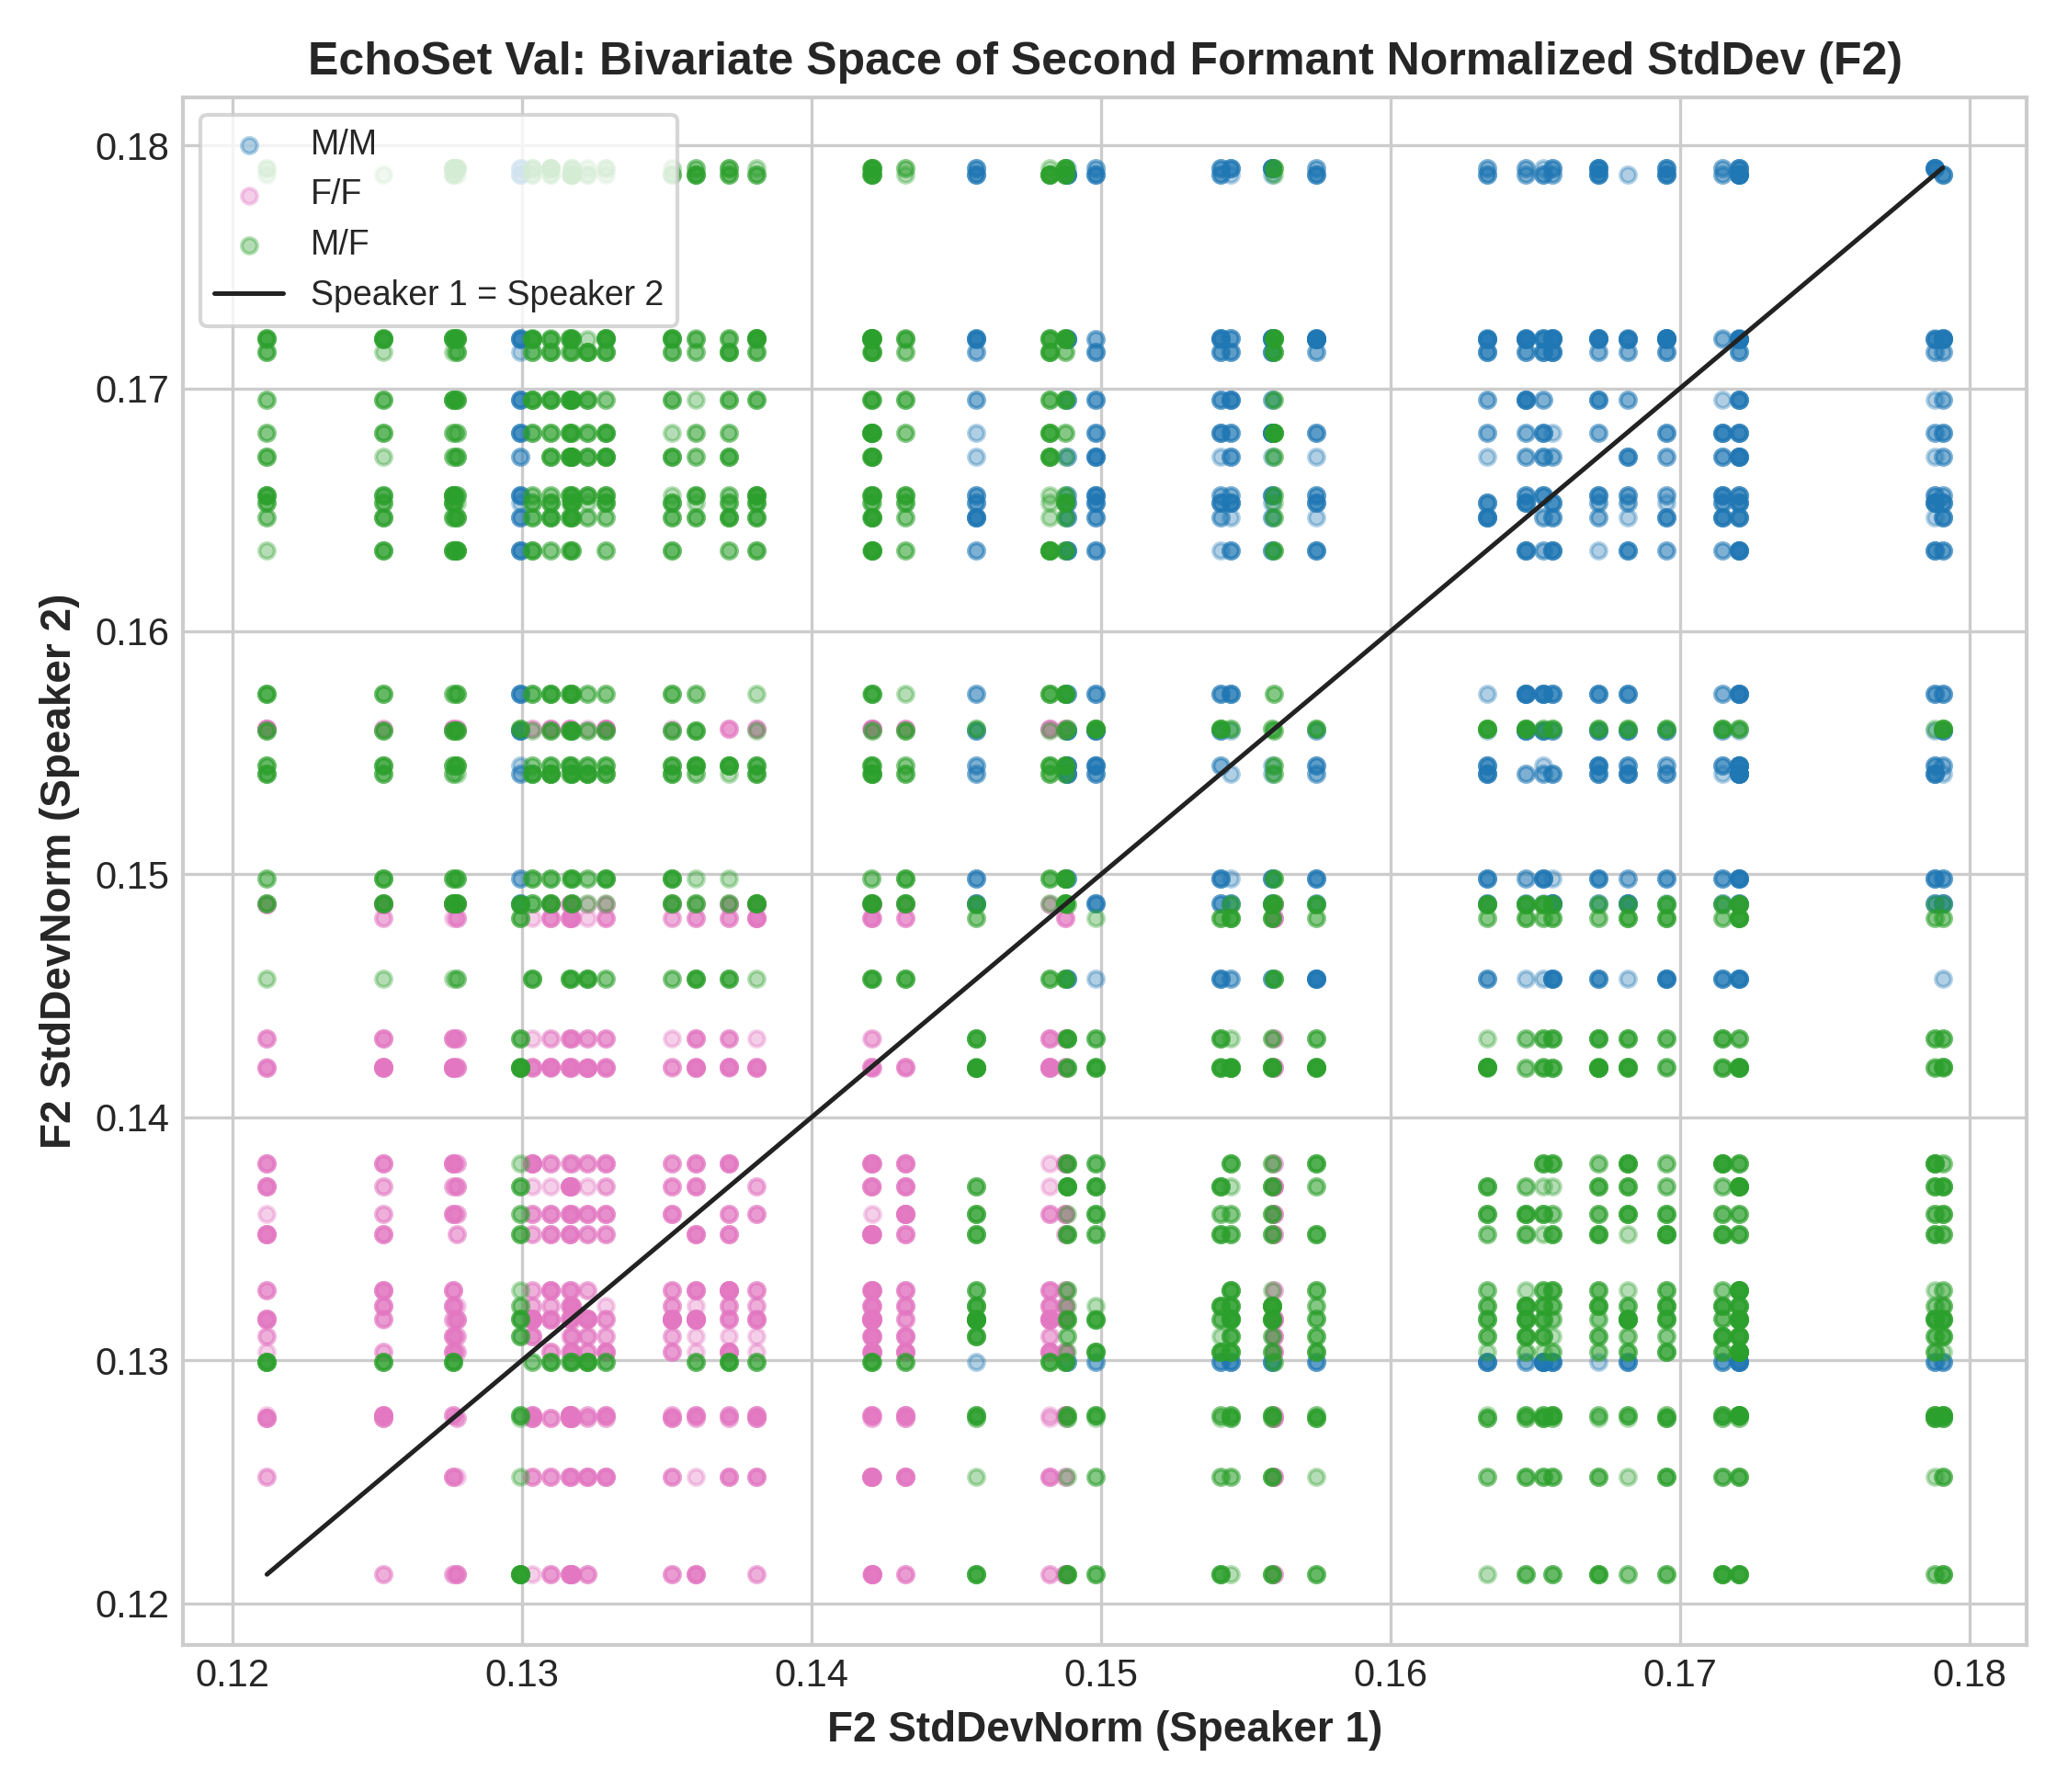 EchoSet Val: Bivariate Space of Second Formant Normalized StdDev (F2)
M/M
F/F
M/F
Speaker 1 = Speaker 2
F2 StdDevNorm (Speaker 2)
0.18
0.17
0.16
0.15
0.14
0.13
0.12
0.12 0.13 0.14 0.15 0.16 0.17 0.18
F2 StdDevNorm (Speaker 1)